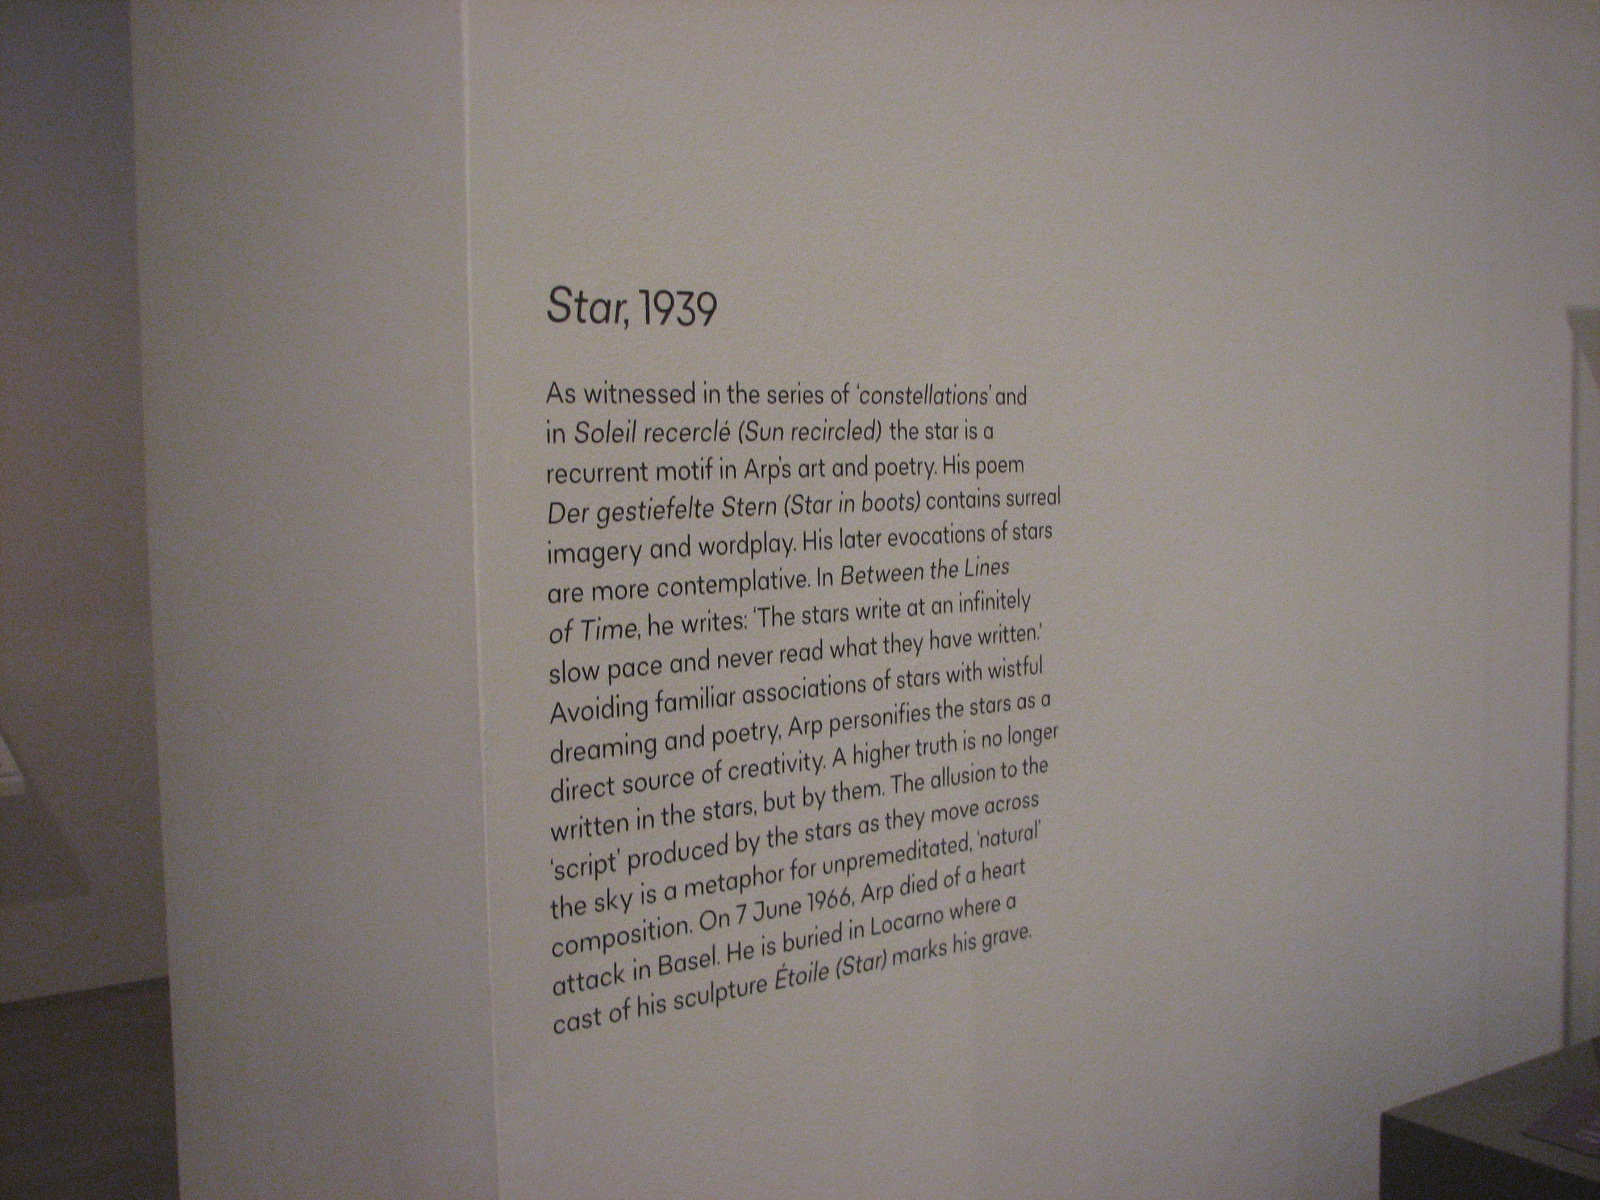 Star, 1939
As witnessed in the series of ‘constellations’ and
in Soleil recerclé (Sun recircled) the star is a
recurrent motif in Arp’s art and poetry. His poem
Der gestiefelte Stern (Star in boots) contains surreal
imagery and wordplay. His later evocations of stars
are more contemplative. In Between the Lines
of Time, he writes: ‘The stars write at an infinitely
slow pace and never read what they have written.’
Avoiding familiar associations of stars with wistful
dreaming and poetry, Arp personifies the stars as a
direct source of creativity. A higher truth is no longer
written in the stars, but by them. The allusion to the
‘script’ produced by the stars as they move across
the sky is a metaphor for unpremeditated, ‘natural’
composition. On 7 June 1966, Arp died of a heart
attack in Basel. He is buried in Locarno where a
cast of his sculpture Étoile (Star) marks his grave.